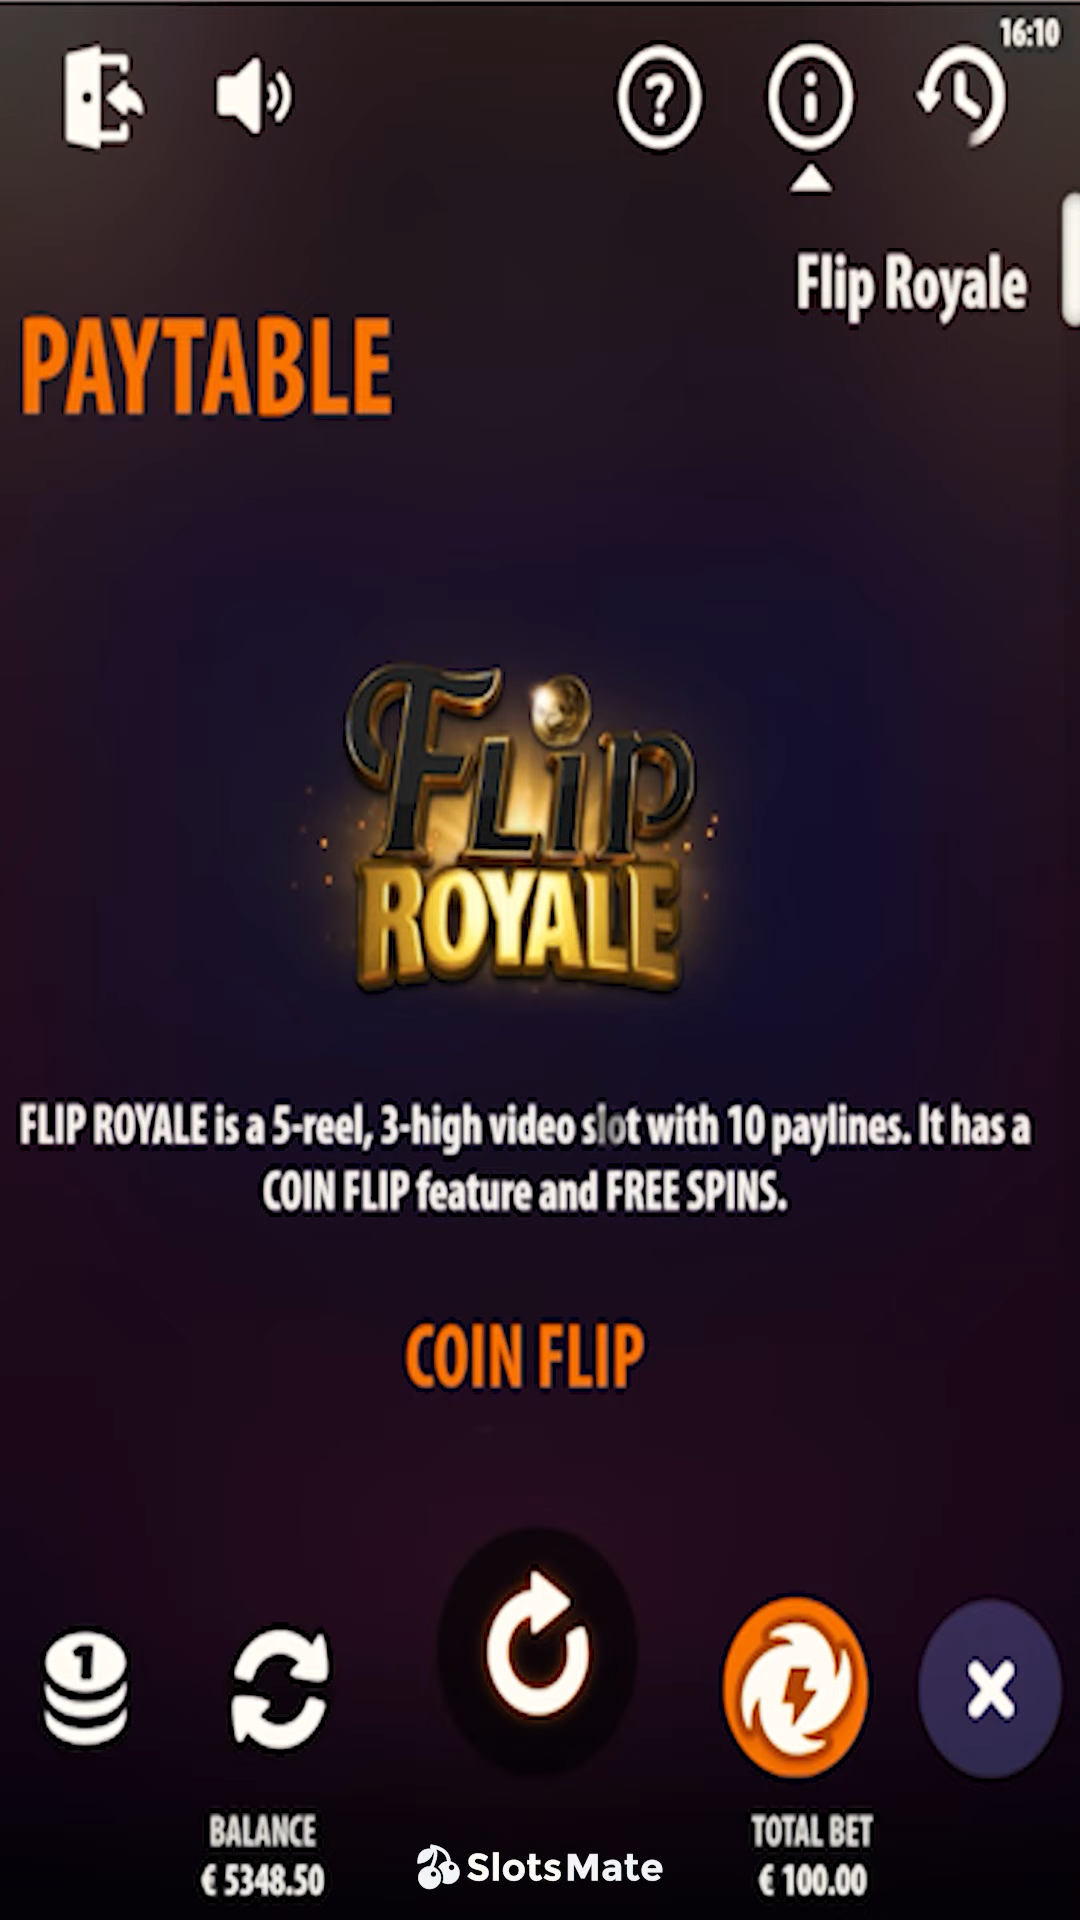 16:10
Flip Royale
PAYTABLE
FLiP
ROYALE
FLIP ROYALE is a 5-reel, 3-high video slot with 10 paylines. It has a
COIN FLIP feature and FREE SPINS.
COIN FLIP
1
BALANCE
€ 5348.50
SlotsMate
TOTAL BET
€ 100.00